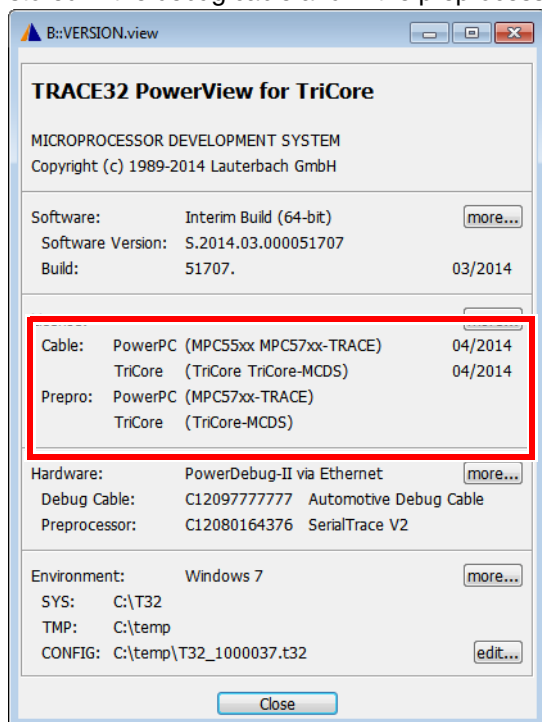 B::VERSION.view
TRACE32 PowerView for TriCore
MICROPROCESSOR DEVELOPMENT SYSTEM
Copyright (c) 1989-2014 Lauterbach GmbH
Software: Interim Build (64-bit) more...
Software Version: S.2014.03.000051707
Build: 51707. 03/2014
Cable: PowerPC (MPC55xx MPC57xx-TRACE) 04/2014
TriCore (TriCore TriCore-MCDS) 04/2014
Prepro: PowerPC (MPC57xx-TRACE)
TriCore (TriCore-MCDS)
Hardware: PowerDebug-II via Ethernet more...
Debug Cable: C12097777777 Automotive Debug Cable
Preprocessor: C12080164376 SerialTrace V2
Environment: Windows 7 more...
SYS: C:\T32
TMP: C:\temp
CONFIG: C:\temp\T32_1000037.t32 edit...
Close